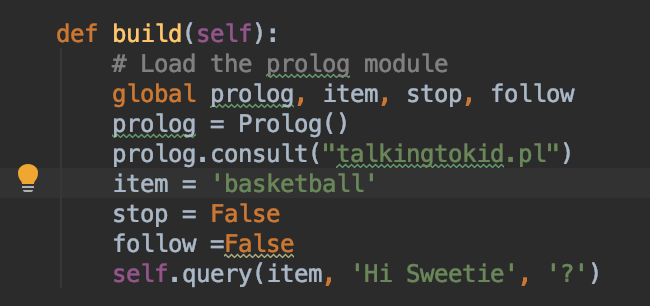 def build(self):
# Load the prolog module
global prolog, item, stop, follow
prolog = Prolog()
prolog.consult("talkingtokid.pl")
item = 'basketball'
stop = False
follow =False
self.query(item, 'Hi Sweetie', '?')